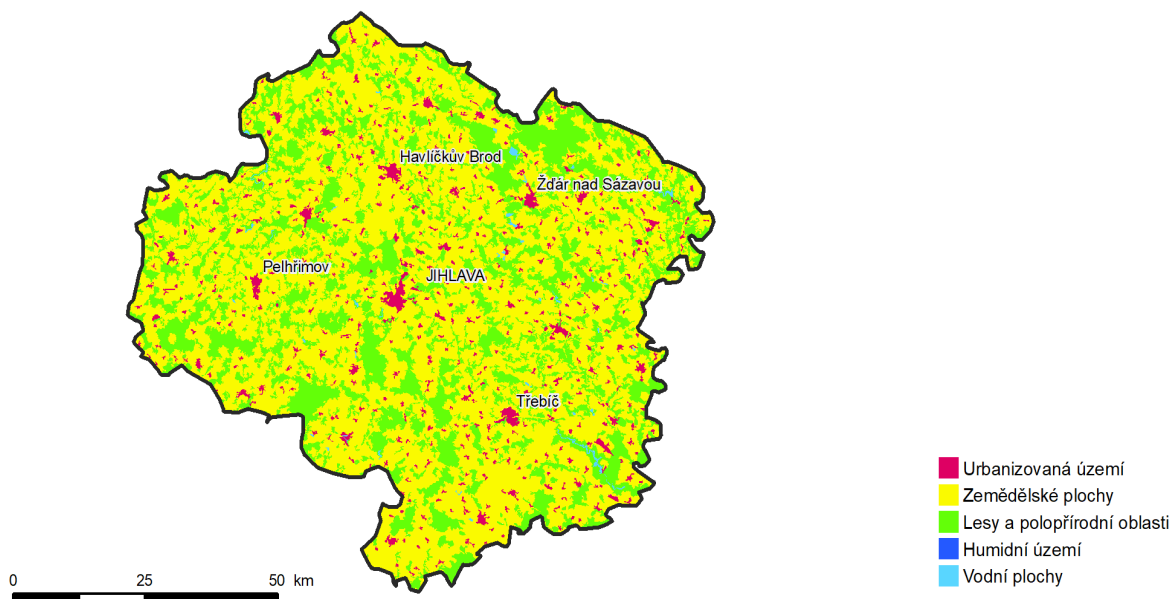 Havlíčkův Brod
Žďár nad Sázavou
Pelhřimov
JIHLAVA
Třebíč
Urbanizovaná území
Zemědělské plochy
Lesy a polopřírodní oblasti
Humidní území
Vodní plochy
0 25 50 km